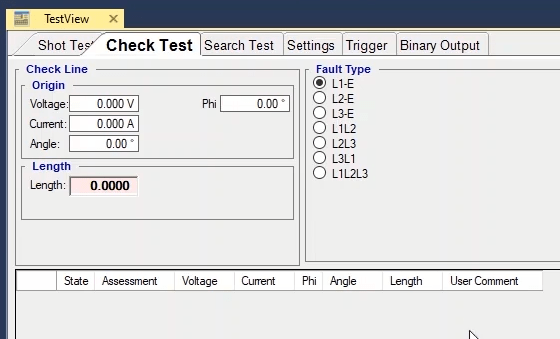 TestView
Shot Test Check Test Search Test Settings Trigger Binary Output
Check Line
Origin
Voltage: 0.000 V Phi 0.00 °
Current: 0.000 A
Angle: 0.00 °
Length
Length: 0.0000
Fault Type
L1-E
L2-E
L3-E
L1L2
L2L3
L3L1
L1L2L3
State Assessment Voltage Current Phi Angle Length User Comment